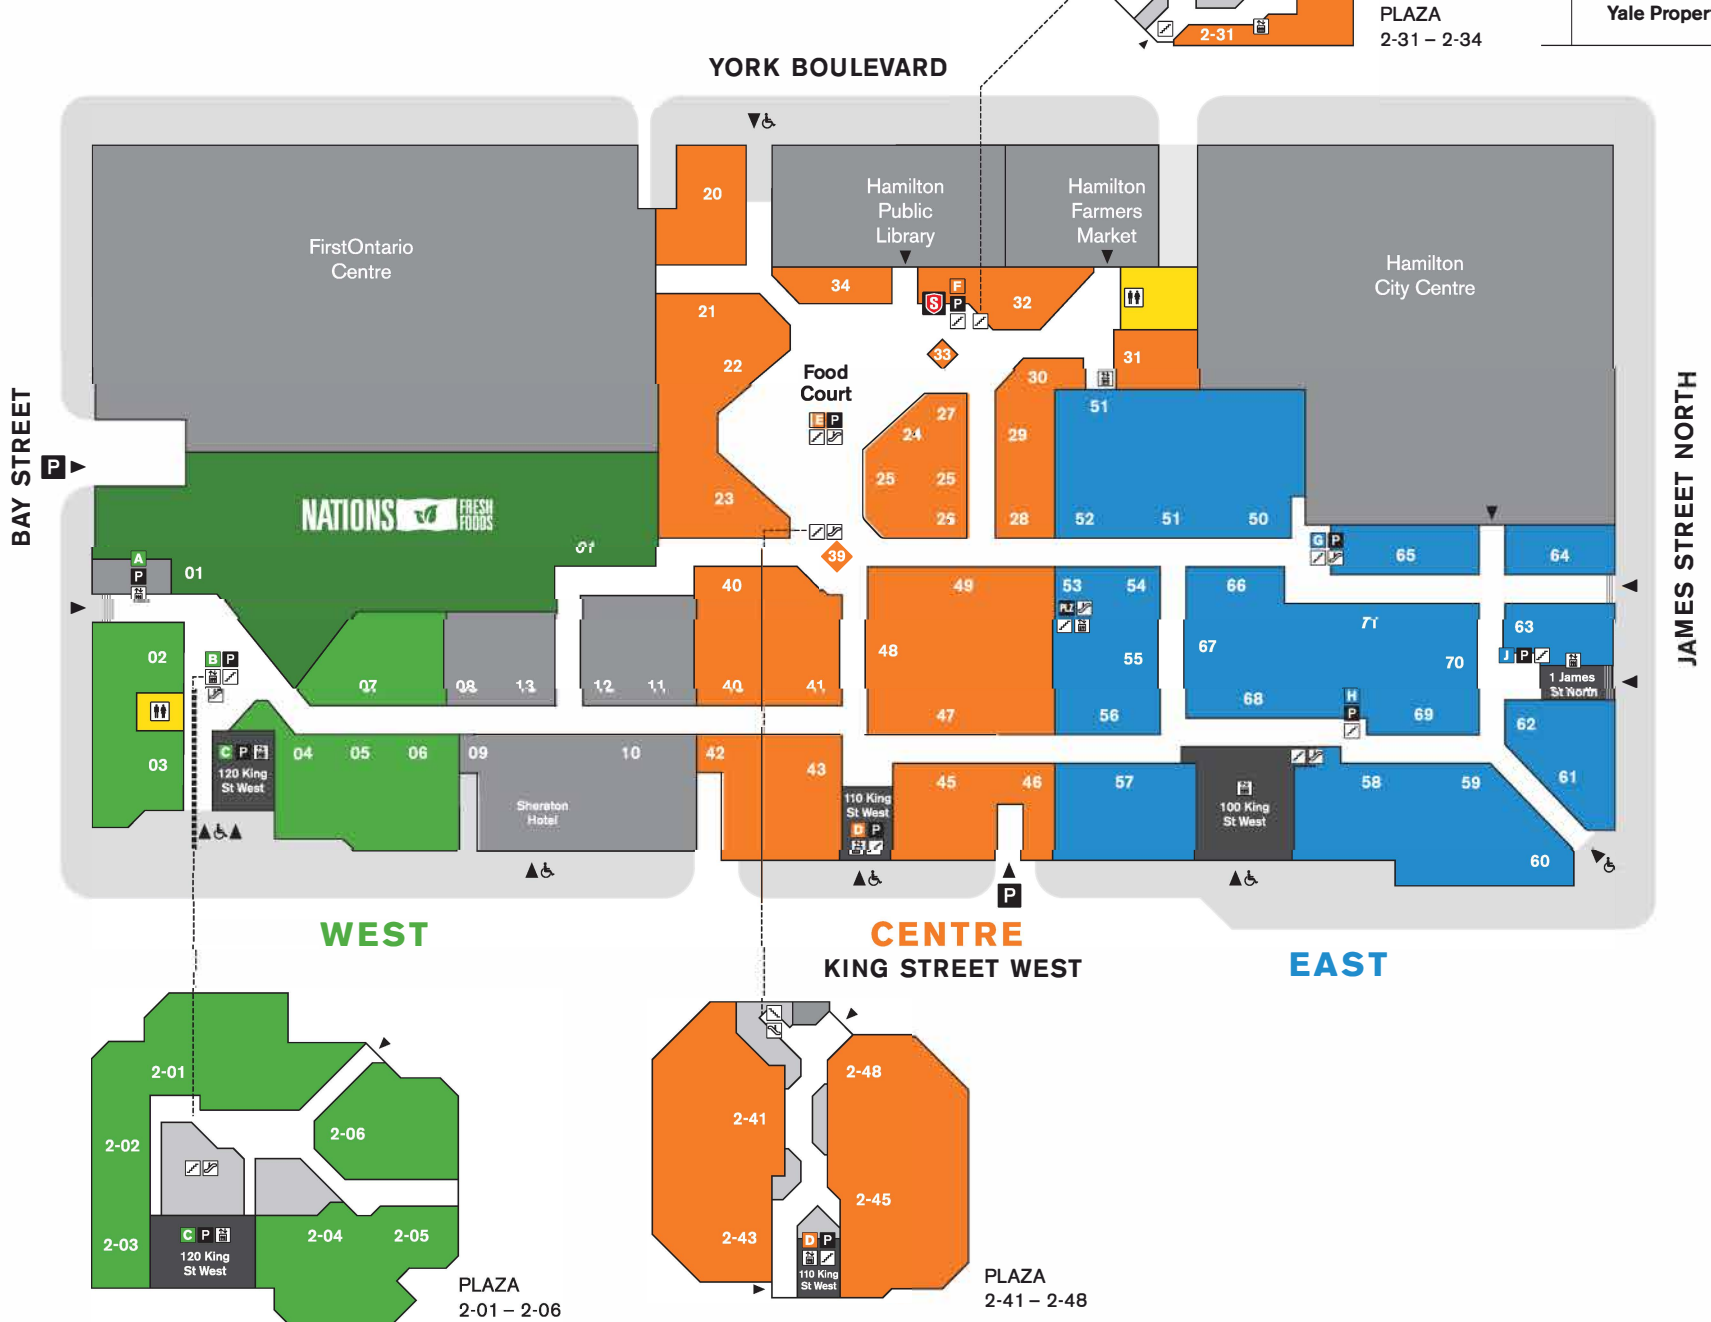 PLAZA
2-31 – 2-34
Yale Proper
2-31
YORK BOULEVARD
20
Hamilton
Public
Library
Hamilton
Farmers
Market
FirstOntario
Centre
Hamilton
City Centre
34
F
S
P
32
21
22
33
31
30
Food
Court
E P
51
27
24
29
25
25
26
28
52
51
50
23
39
BAY STREET
P
NATIONS
FRESH
FOODS
JAMES STREET NORTH
G P
65
64
A
P
01
40
49
53
54
PLZ
66
71
63
02
B P
48
55
67
70
J P
1 James
St North
07
08
13
12
11
40
41
47
56
68
H
P
69
62
03
C P
120 King
St West
04
05
06
09
10
42
43
45
46
57
58
59
61
Sheraton
Hotel
110 King
St West
D P
100 King
St West
60
P
WEST
CENTRE
KING STREET WEST
EAST
2-01
2-02
2-06
2-03
C P
120 King
St West
2-04
2-05
PLAZA
2-01 – 2-06
2-48
2-41
2-45
2-43
D P
110 King
St West
PLAZA
2-41 – 2-48